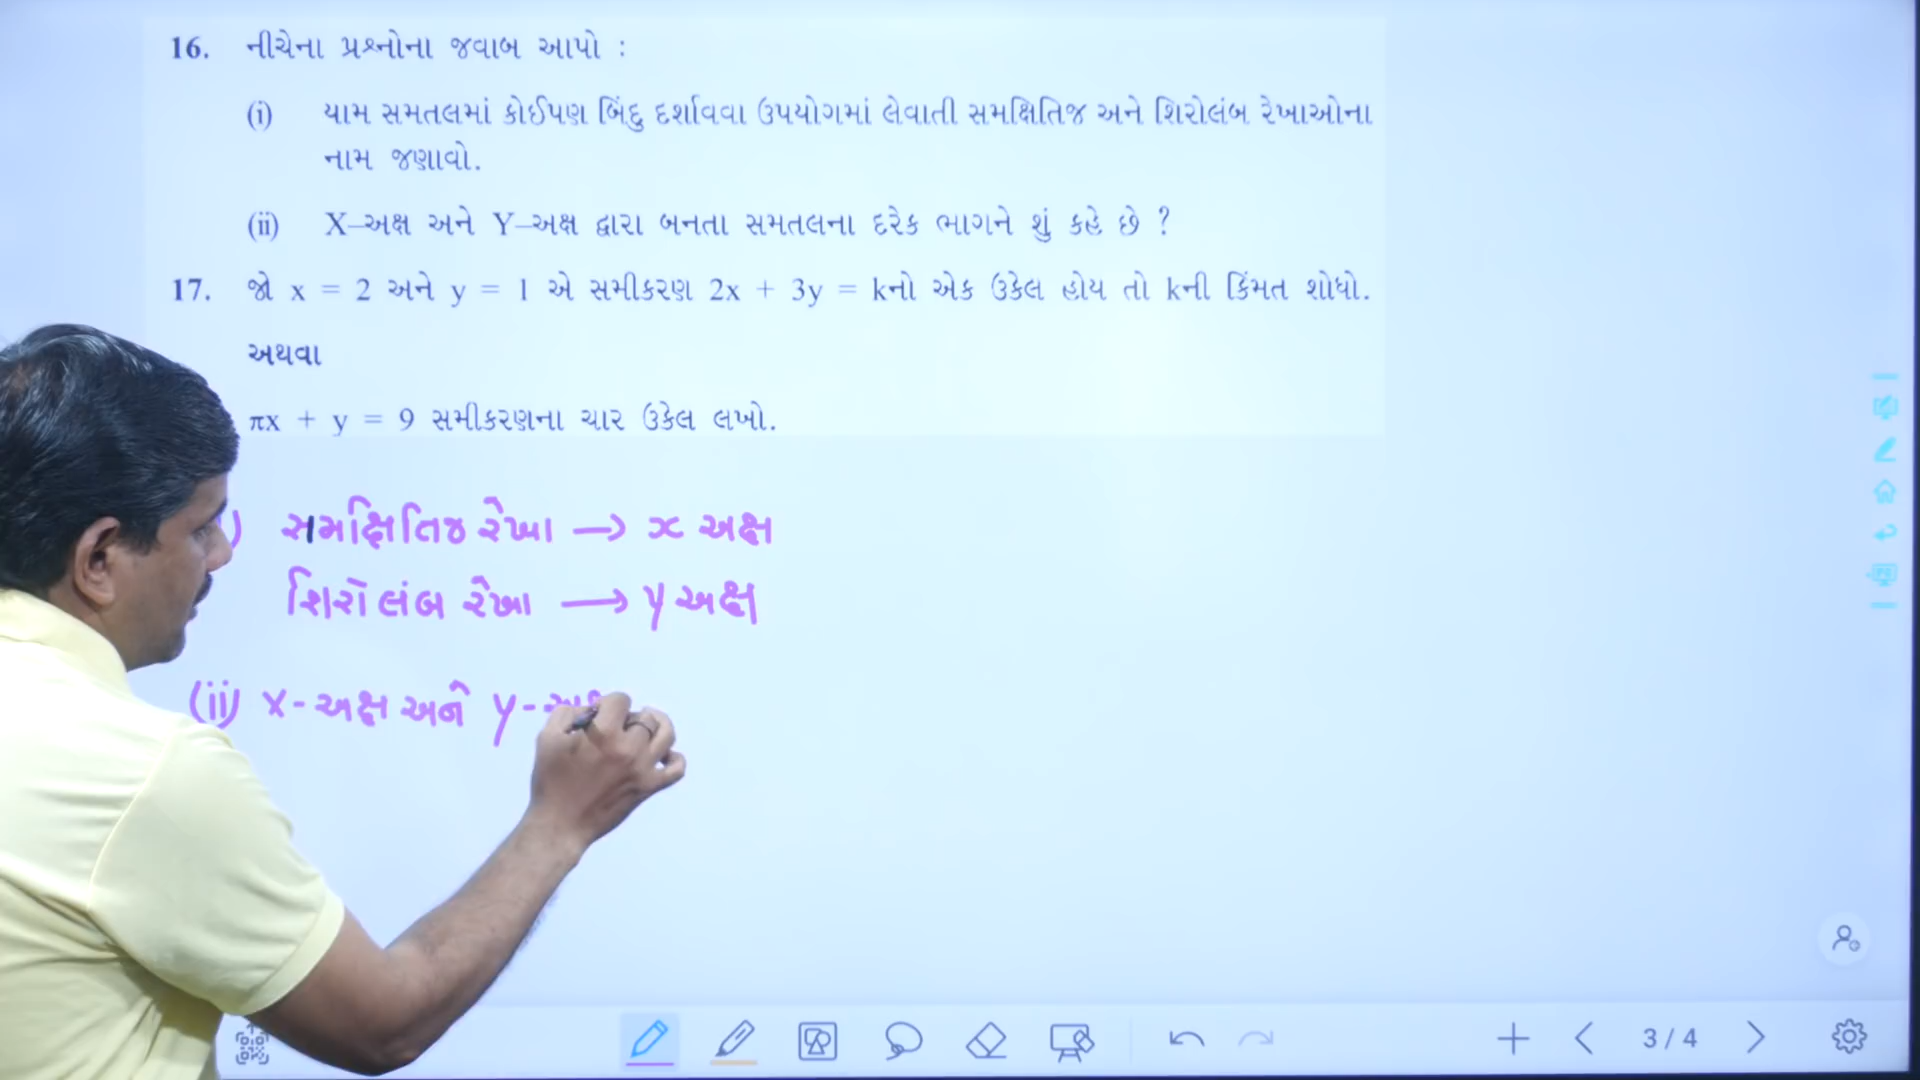 16. નીચેના પ્રશ્નોના જવાબ આપો :
(i) યામ સમતલમાં કોઈપણ બિંદુ દર્શાવવા ઉપયોગમાં લેવાતી સમક્ષિતિજ અને શિરોલંબ રેખાઓના
નામ જણાવો.
(ii) X–અક્ષ અને Y–અક્ષ દ્વારા બનતા સમતલના દરેક ભાગને શું કહે છે ?
17. જો x = 2 અને y = 1 એ સમીકરણ 2x + 3y = kનો એક ઉકેલ હોય તો kની કિંમત શોધો.
અથવા
πx + y = 9 સમીકરણના ચાર ઉકેલ લખો.
) સમક્ષિતિજ રેખા → x અક્ષ
શિરોલંબ રેખા → y અક્ષ
(ii) x - અક્ષ અને y -
3 / 4